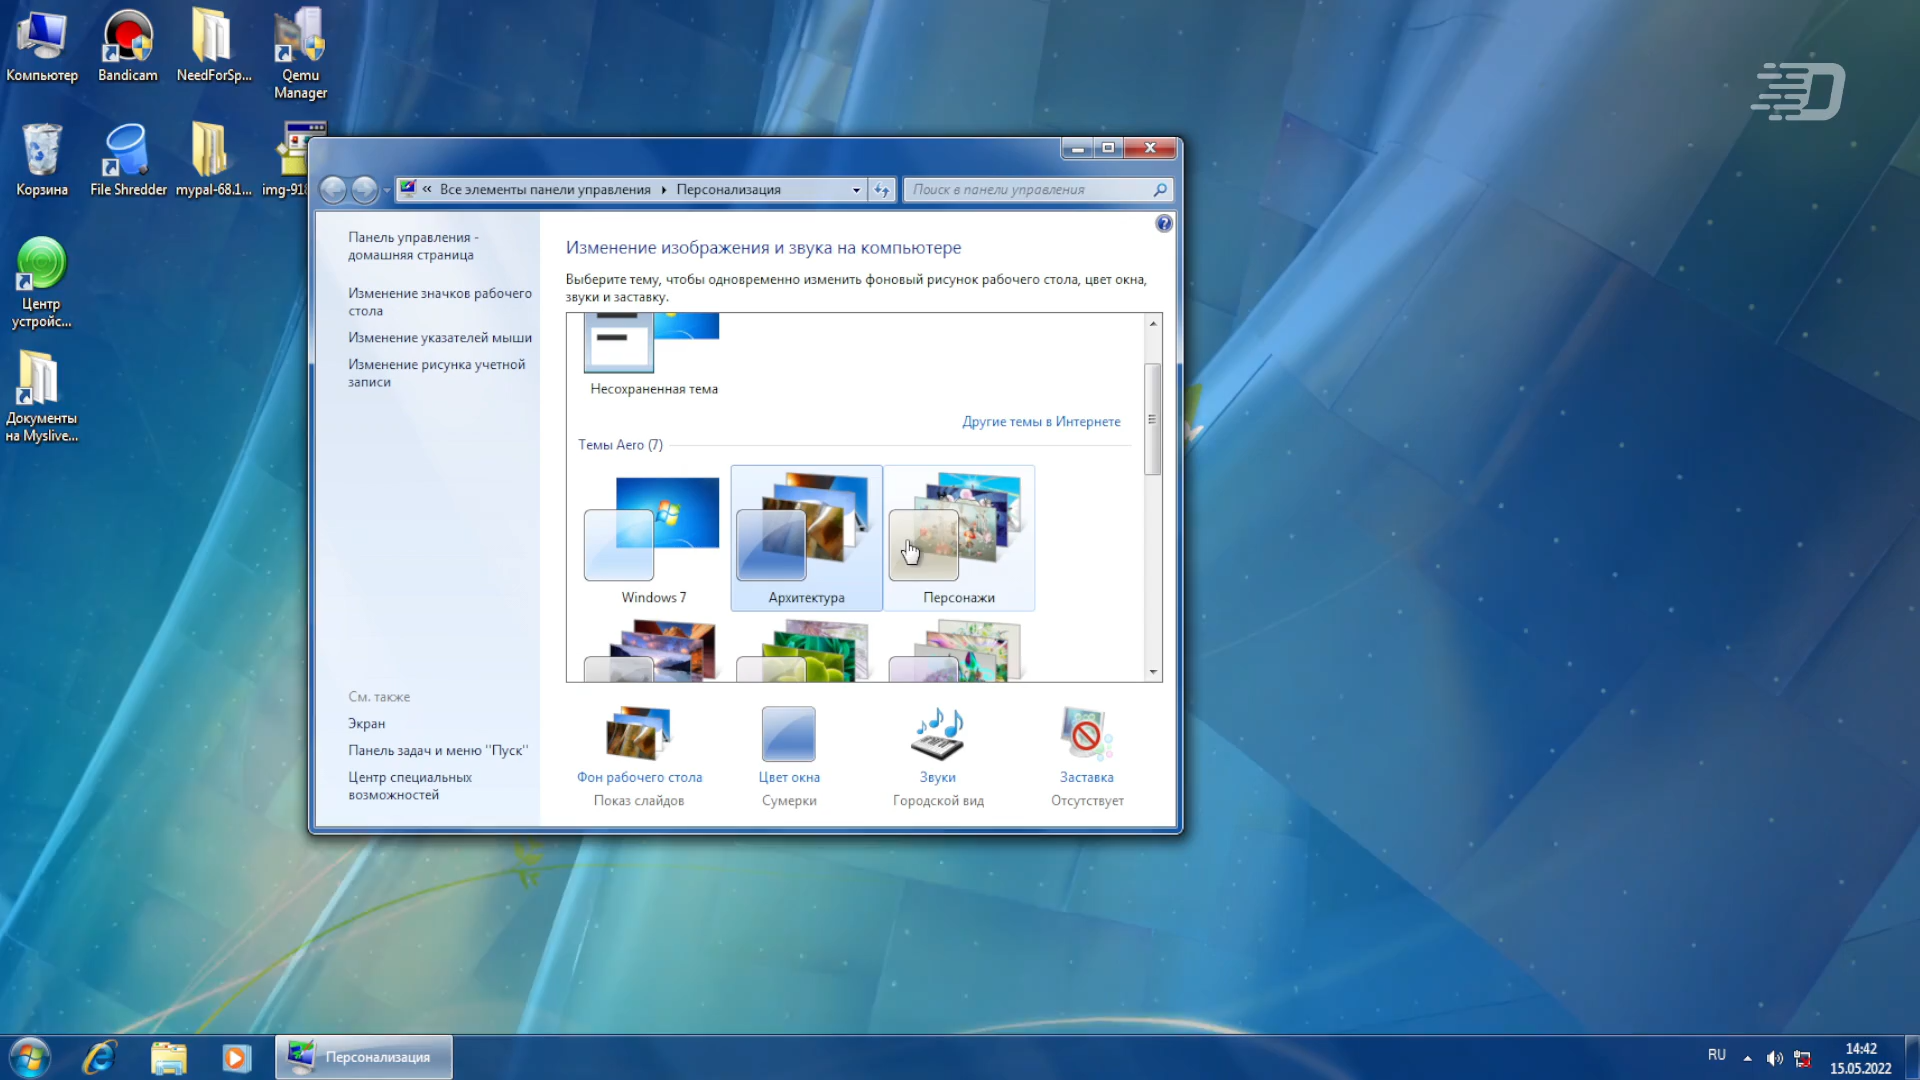 Компьютер
Bandicam
NeedForSp...
Qemu
Manager
Корзина
File Shredder
mypal-68.1...
img-918
Центр
устройс...
Документы
на Myslive...
« Все элементы панели управления ▸ Персонализация
Поиск в панели управления
Панель управления -
домашняя страница
Изменение значков рабочего
стола
Изменение указателей мыши
Изменение рисунка учетной
записи
См. также
Экран
Панель задач и меню ''Пуск''
Центр специальных
возможностей
Изменение изображения и звука на компьютере
Выберите тему, чтобы одновременно изменить фоновый рисунок рабочего стола, цвет окна,
звуки и заставку.
Несохраненная тема
Другие темы в Интернете
Темы Aero (7)
Windows 7
Архитектура
Персонажи
Фон рабочего стола
Показ слайдов
Цвет окна
Сумерки
Звуки
Городской вид
Заставка
Отсутствует
Персонализация
RU
14:42
15.05.2022